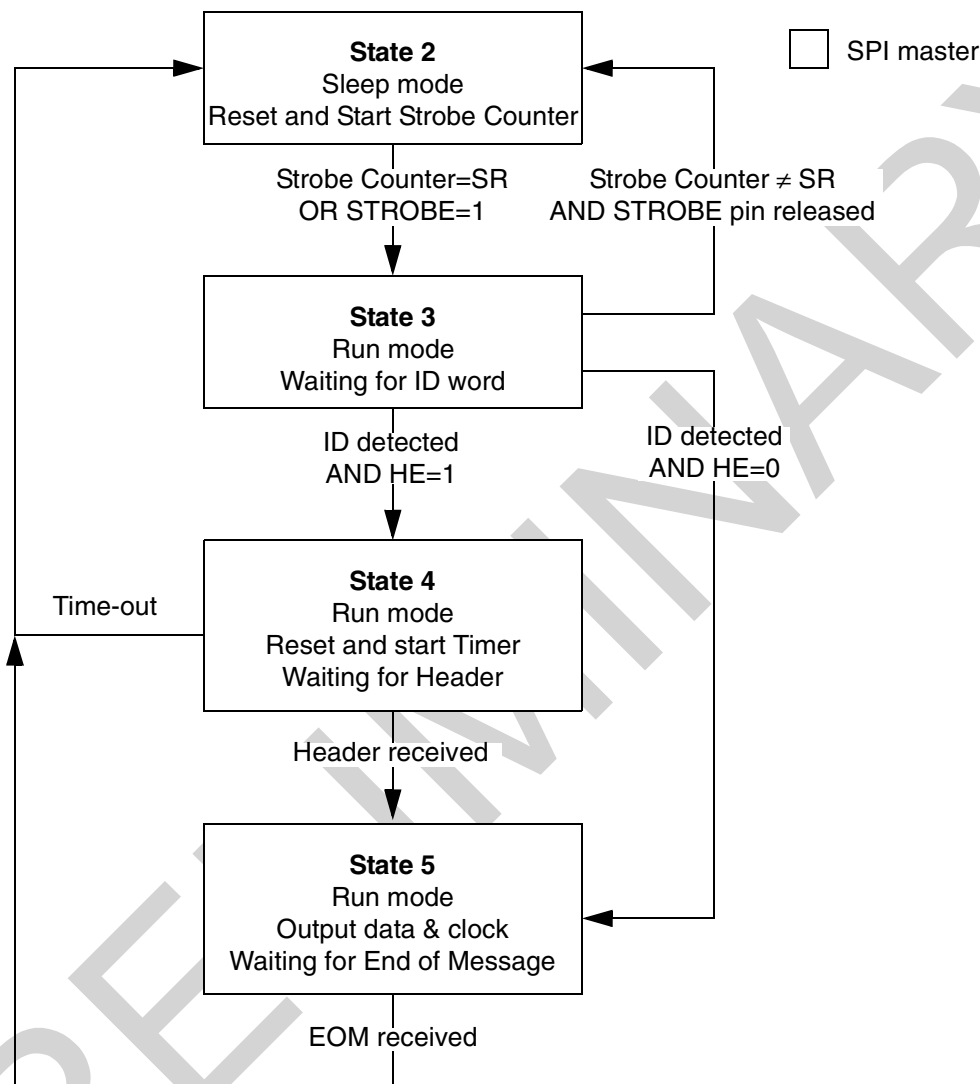 State 2
Sleep mode
Reset and Start Strobe Counter
SPI master
Strobe Counter=SR
OR STROBE=1
Strobe Counter ≠ SR
AND STROBE pin released
State 3
Run mode
Waiting for ID word
ID detected
AND HE=1
ID detected
AND HE=0
State 4
Run mode
Reset and start Timer
Waiting for Header
Time-out
Header received
State 5
Run mode
Output data & clock
Waiting for End of Message
EOM received